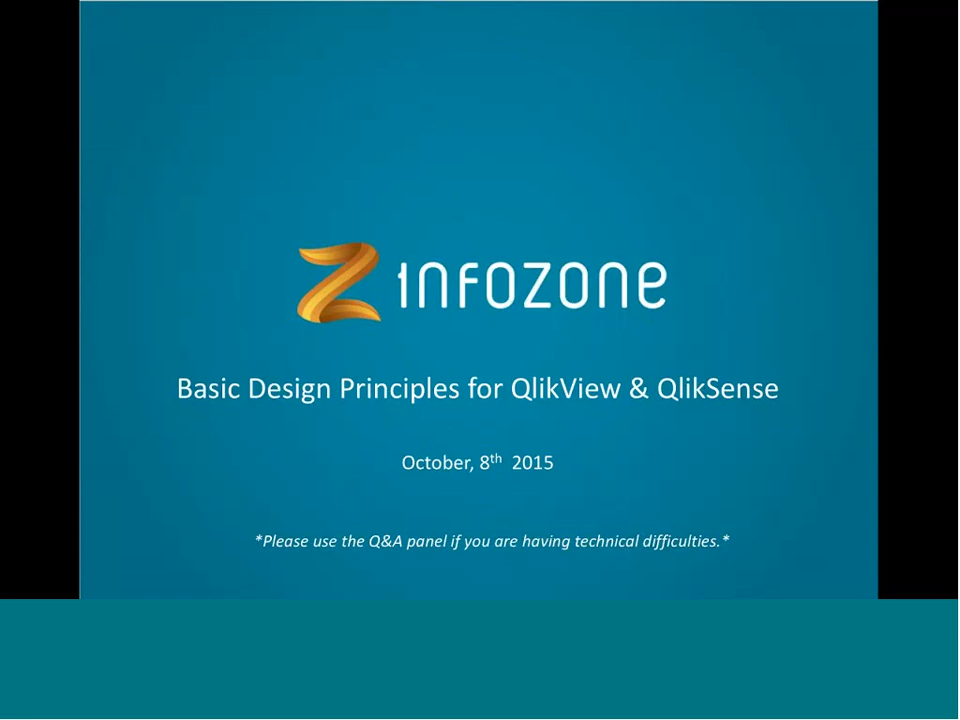 infozone
Basic Design Principles for QlikView & QlikSense
October, 8th 2015
*Please use the Q&A panel if you are having technical difficulties.*